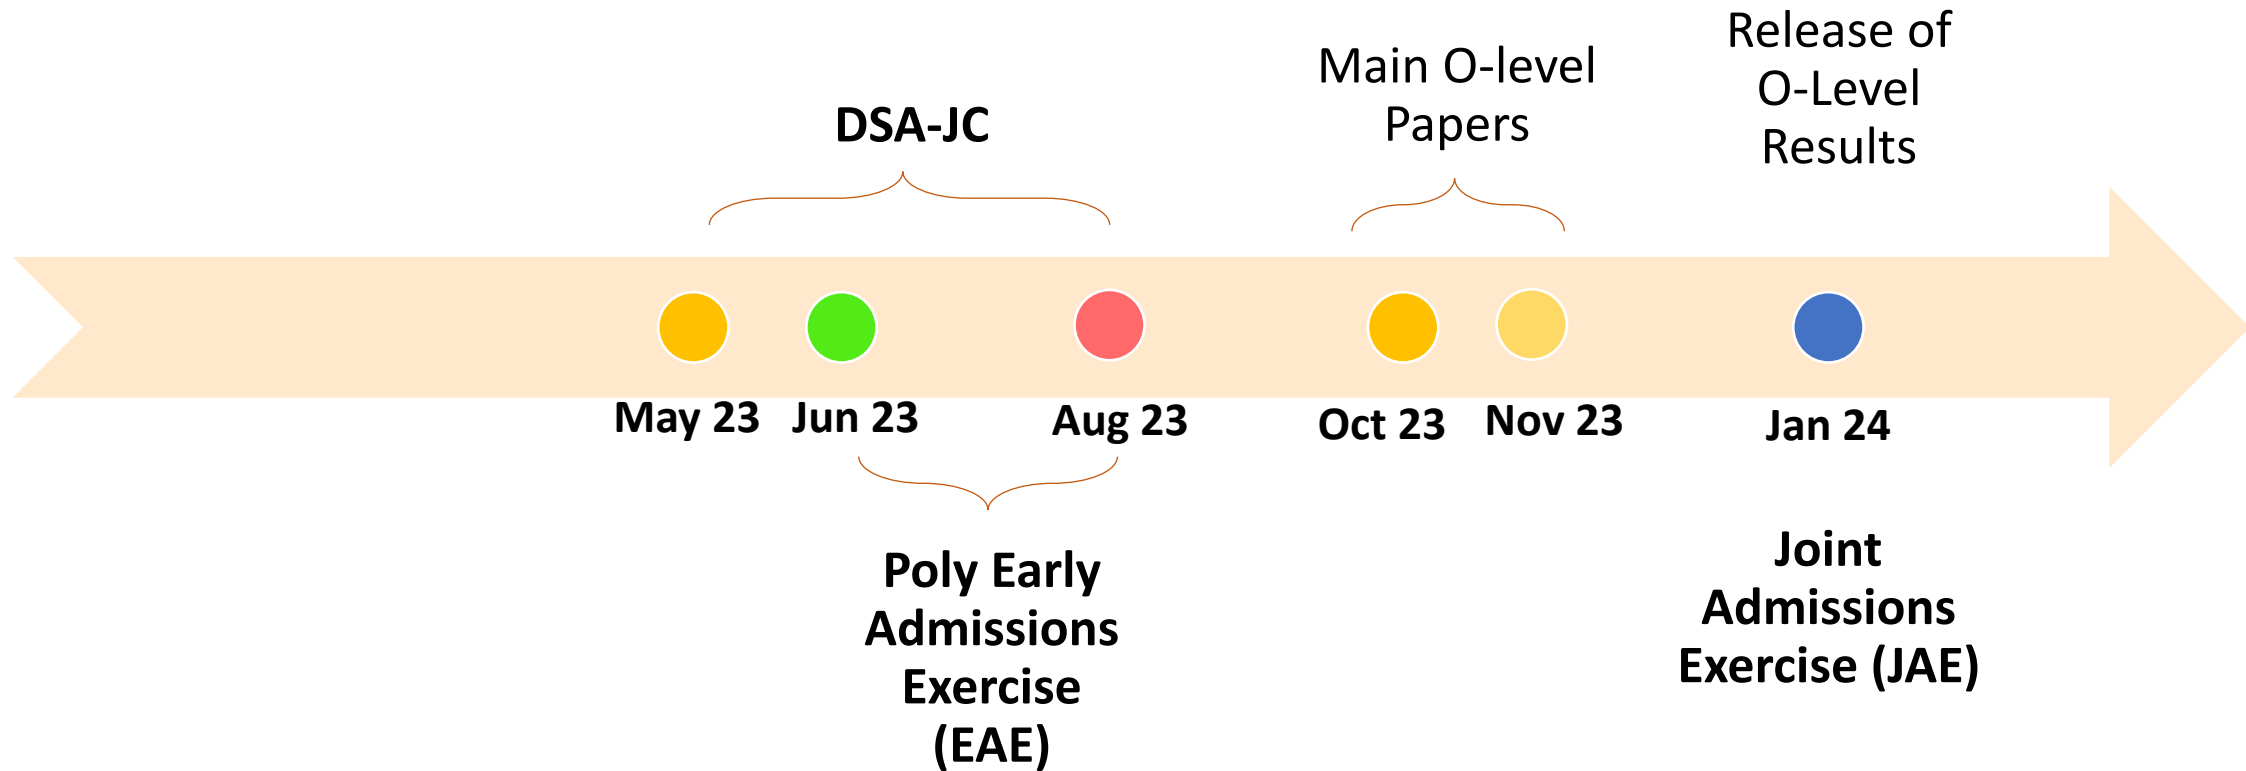 DSA-JC
Main O-level
Papers
Release of
O-Level
Results
May 23
Jun 23
Aug 23
Oct 23
Nov 23
Jan 24
Poly Early
Admissions
Exercise
(EAE)
Joint
Admissions
Exercise (JAE)